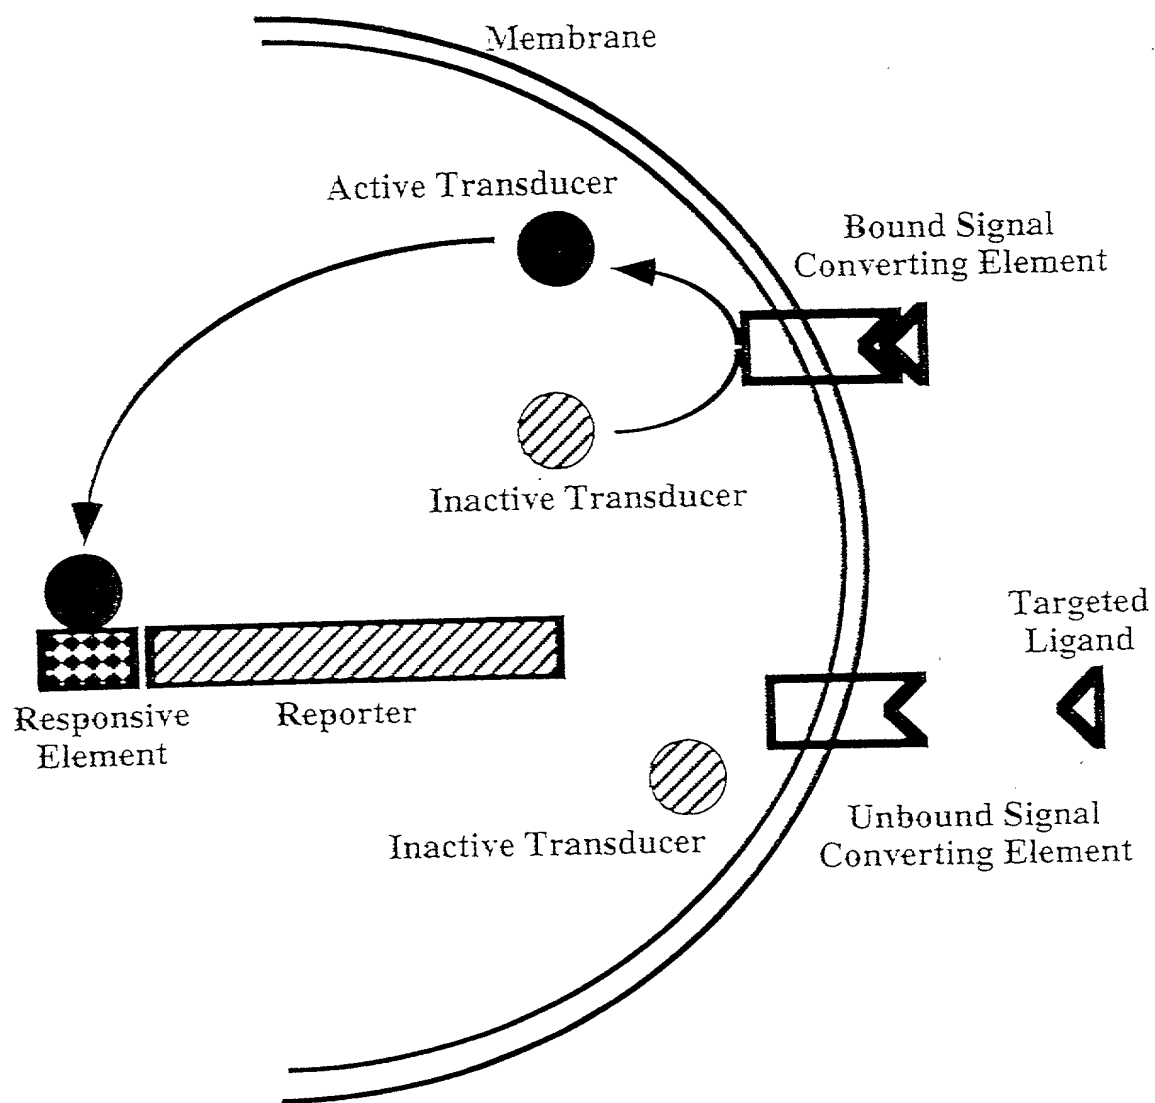 Membrane
Active Transducer
Bound Signal
Converting Element
Inactive Transducer
Targeted
Ligand
Responsive
Element
Reporter
Inactive Transducer
Unbound Signal
Converting Element